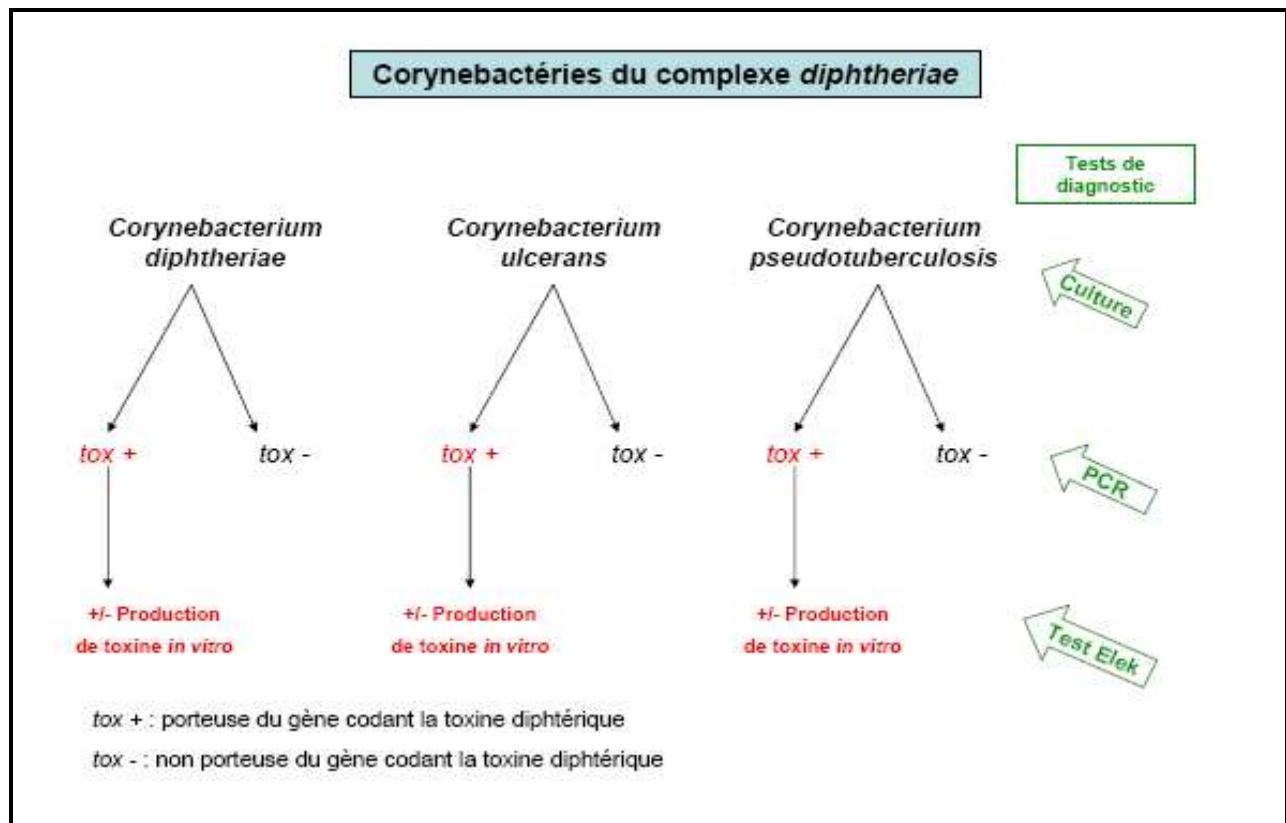 Corynebactéries du complexe diphtheriae
Tests de
diagnostic
Corynebacterium
diphtheriae
Corynebacterium
ulcerans
Corynebacterium
pseudotuberculosis
Culture
tox +
tox -
tox +
tox -
tox +
tox -
PCR
+/- Production
de toxine in vitro
+/- Production
de toxine in vitro
+/- Production
de toxine in vitro
Test Elek
tox + : porteuse du gène codant la toxine diphtérique
tox - : non porteuse du gène codant la toxine diphtérique